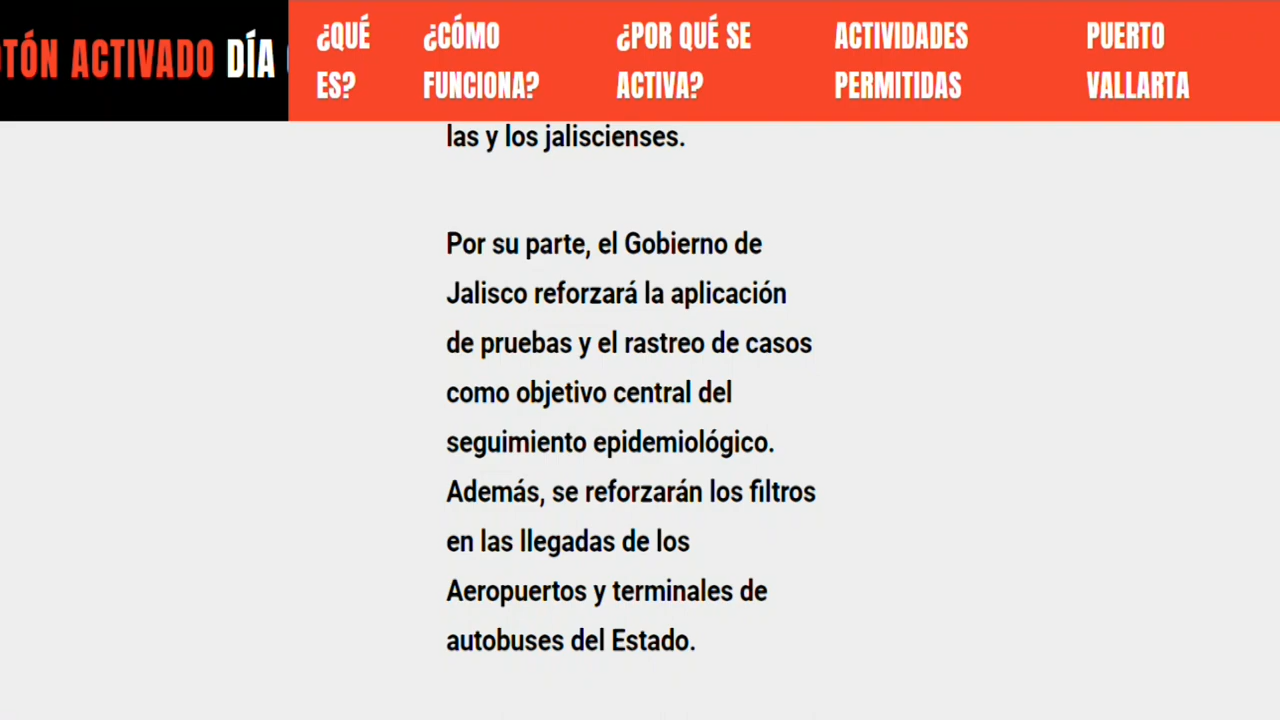 ACTIVADO DÍA
¿QUÉ ES?
¿CÓMO FUNCIONA?
¿POR QUÉ SE ACTIVA?
ACTIVIDADES PERMITIDAS
PUERTO VALLARTA
las y los jaliscienses.
Por su parte, el Gobierno de
Jalisco reforzará la aplicación
de pruebas y el rastreo de casos
como objetivo central del
seguimiento epidemiológico.
Además, se reforzarán los filtros
en las llegadas de los
Aeropuertos y terminales de
autobuses del Estado.